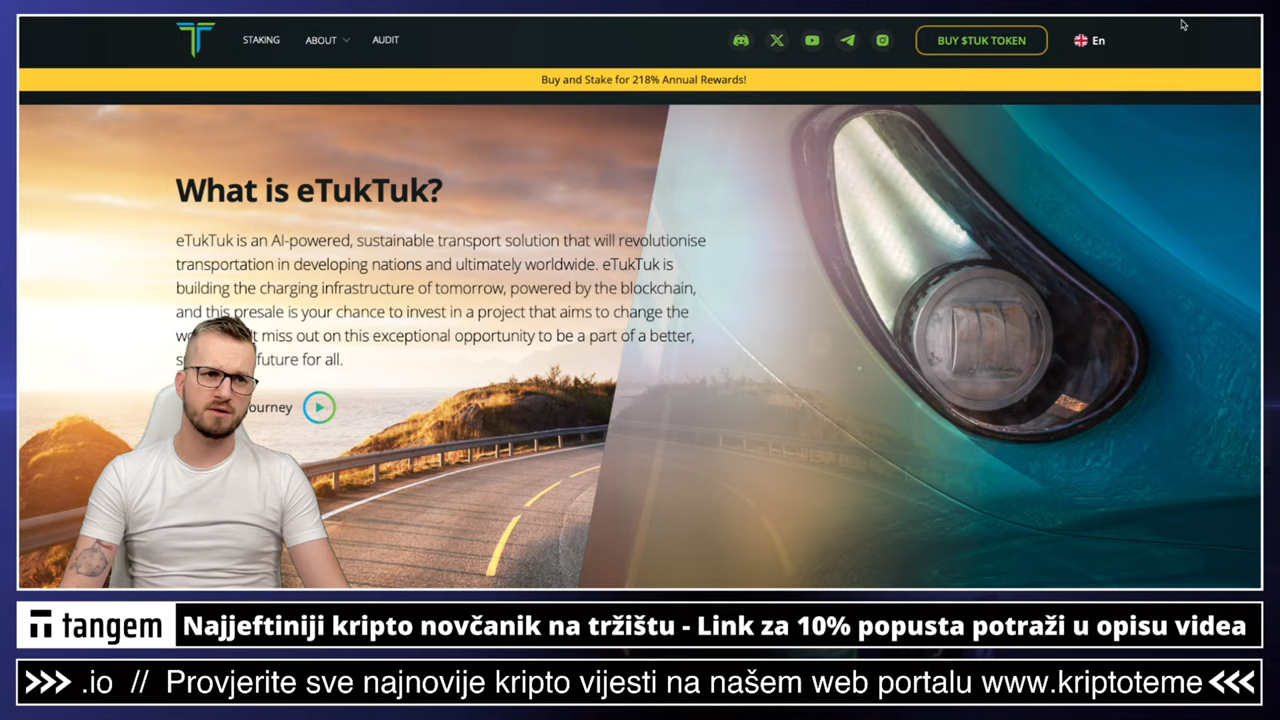 STAKING
ABOUT
AUDIT
BUY $TUK TOKEN
En
Buy and Stake for 218% Annual Rewards!
What is eTukTuk?
eTukTuk is an AI-powered, sustainable transport solution that will revolutionise
transportation in developing nations and ultimately worldwide. eTukTuk is
building the charging infrastructure of tomorrow, powered by the blockchain,
and this presale is your chance to invest in a project that aims to change the
miss out on this exceptional opportunity to be a part of a better,
future for all.
tangem
Najjeftiniji kripto novčanik na tržištu - Link za 10% popusta potraži u opisu videa
>>> .io // Provjerite sve najnovije kripto vijesti na našem web portalu www.kriptoteme <<<